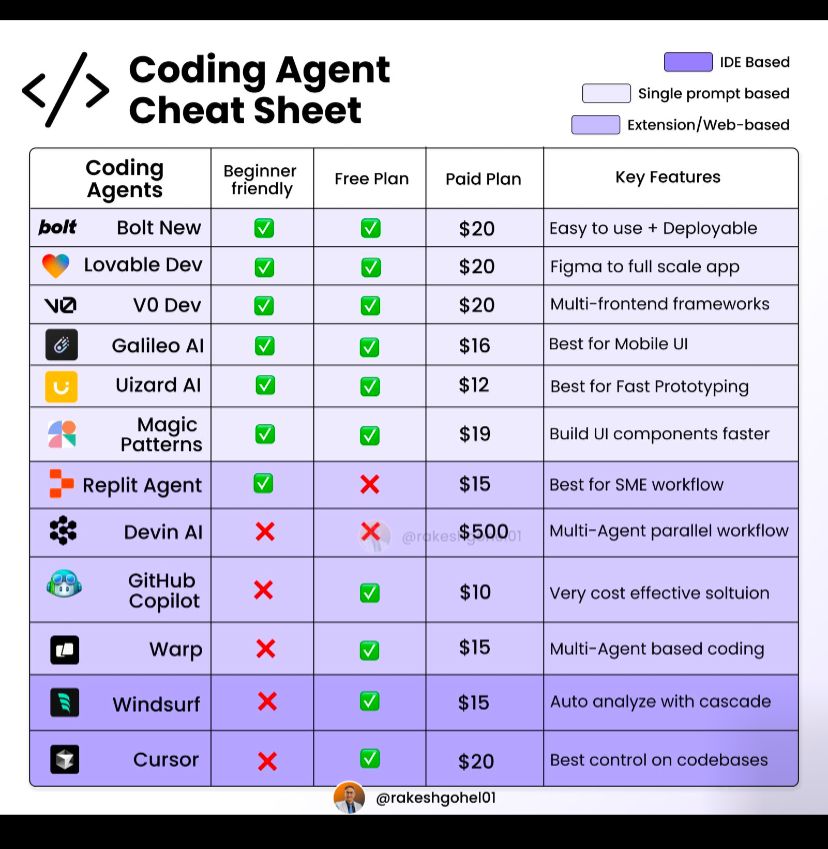 </> Coding Agent
Cheat Sheet
IDE Based
Single prompt based
Extension/Web-based
Coding
Agents
Beginner
friendly
Free Plan
Paid Plan
Key Features
bolt Bolt New ✅ ✅ $20 Easy to use + Deployable
Lovable Dev ✅ ✅ $20 Figma to full scale app
V0 V0 Dev ✅ ✅ $20 Multi-frontend frameworks
Galileo AI ✅ ✅ $16 Best for Mobile UI
Uizard AI ✅ ✅ $12 Best for Fast Prototyping
Magic
Patterns ✅ ✅ $19 Build UI components faster
Replit Agent ✅ ❌ $15 Best for SME workflow
Devin AI ❌ ❌ $500 Multi-Agent parallel workflow
@rakeshgohel01
GitHub
Copilot ❌ ✅ $10 Very cost effective soltuion
Warp ❌ ✅ $15 Multi-Agent based coding
Windsurf ❌ ✅ $15 Auto analyze with cascade
Cursor ❌ ✅ $20 Best control on codebases
@rakeshgohel01